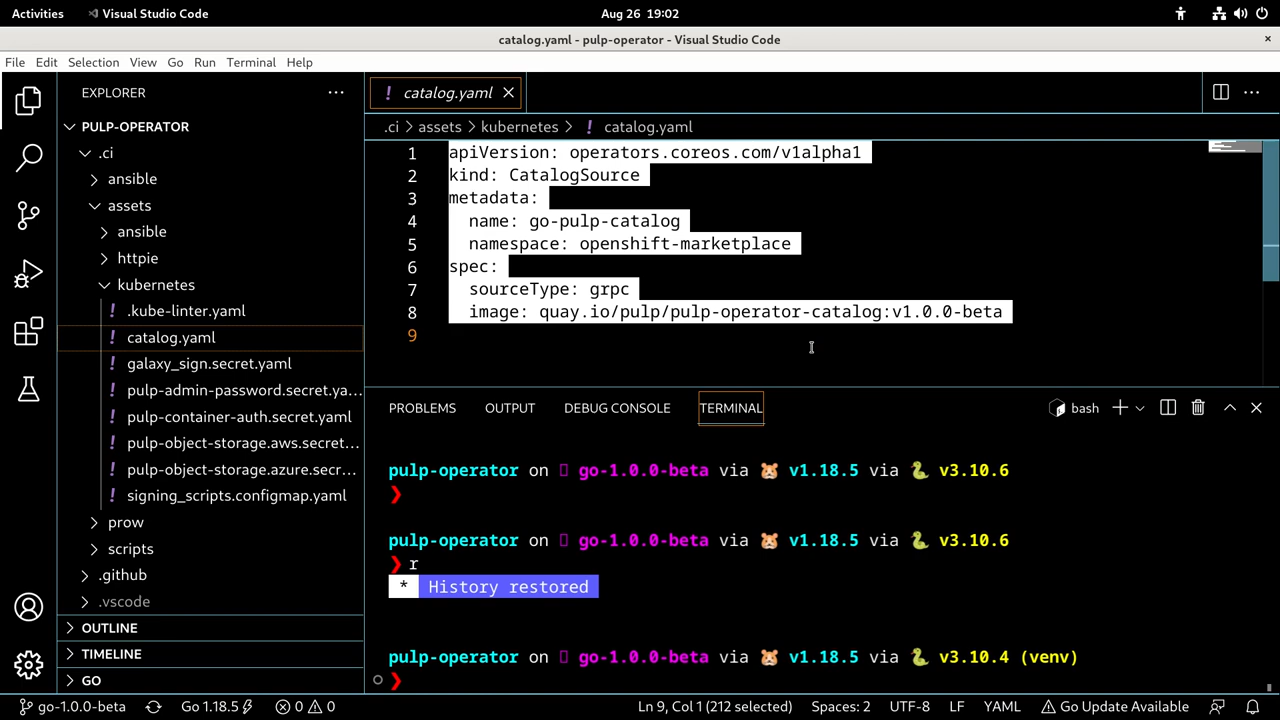 Activities
Visual Studio Code
Aug 26 19:02
catalog.yaml - pulp-operator - Visual Studio Code
File Edit Selection View Go Run Terminal Help
EXPLORER
PULP-OPERATOR
.ci
ansible
assets
ansible
httpie
kubernetes
.kube-linter.yaml
catalog.yaml
galaxy_sign.secret.yaml
pulp-admin-password.secret.ya...
pulp-container-auth.secret.yaml
pulp-object-storage.aws.secret...
pulp-object-storage.azure.secr...
signing_scripts.configmap.yaml
prow
scripts
.github
.vscode
OUTLINE
TIMELINE
GO
catalog.yaml
.ci > assets > kubernetes > ! catalog.yaml
1 apiVersion: operators.coreos.com/v1alpha1
2 kind: CatalogSource
3 metadata:
4   name: go-pulp-catalog
5   namespace: openshift-marketplace
6 spec:
7   sourceType: grpc
8   image: quay.io/pulp/pulp-operator-catalog:v1.0.0-beta
9
PROBLEMS OUTPUT DEBUG CONSOLE TERMINAL
bash
pulp-operator on go-1.0.0-beta via 🐹 v1.18.5 via 🐍 v3.10.6
❯
pulp-operator on go-1.0.0-beta via 🐹 v1.18.5 via 🐍 v3.10.6
❯ r
* History restored
pulp-operator on go-1.0.0-beta via 🐹 v1.18.5 via 🐍 v3.10.4 (venv)
❯
go-1.0.0-beta
Go 1.18.5
0 0
Ln 9, Col 1 (212 selected)
Spaces: 2
UTF-8
LF
YAML
Go Update Available